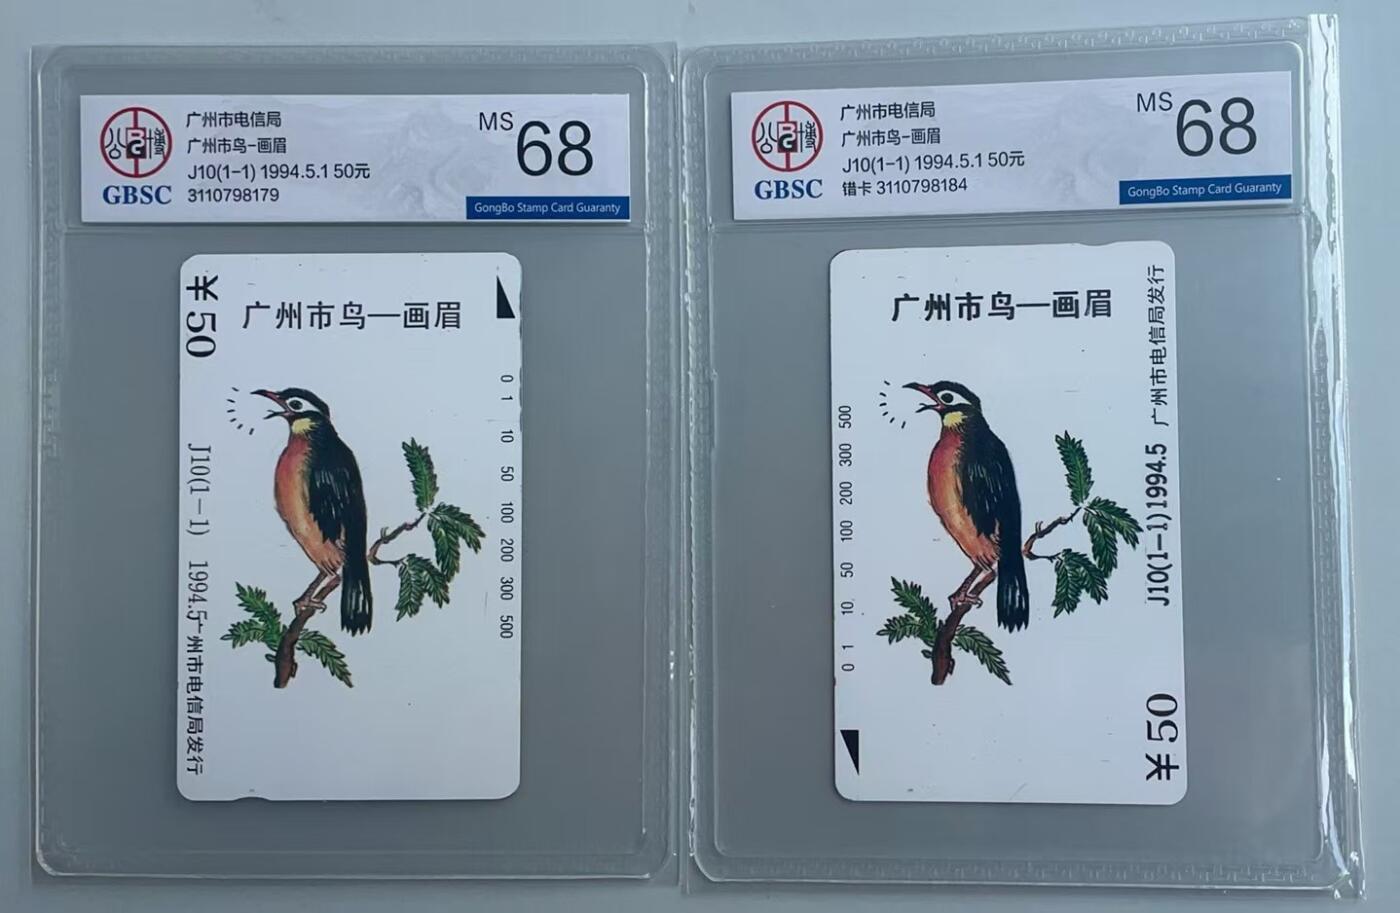 广州市电信局
广州市鸟-画眉
J10(1-1) 1994.5.1 50元
3110798179
GBSC
MS 68
GongBo Stamp Card Guaranty
¥ 50
广州市鸟—画眉
J10(1-1) 1994.5广州市电信局发行
0 1 10 50 100 200 300 500
广州市电信局
广州市鸟-画眉
J10(1-1) 1994.5.1 50元
错卡 3110798184
GBSC
MS 68
GongBo Stamp Card Guaranty
广州市鸟—画眉
0 1 10 50 100 200 300 500
¥ 50
J10(1-1) 1994.5 广州市电信局发行